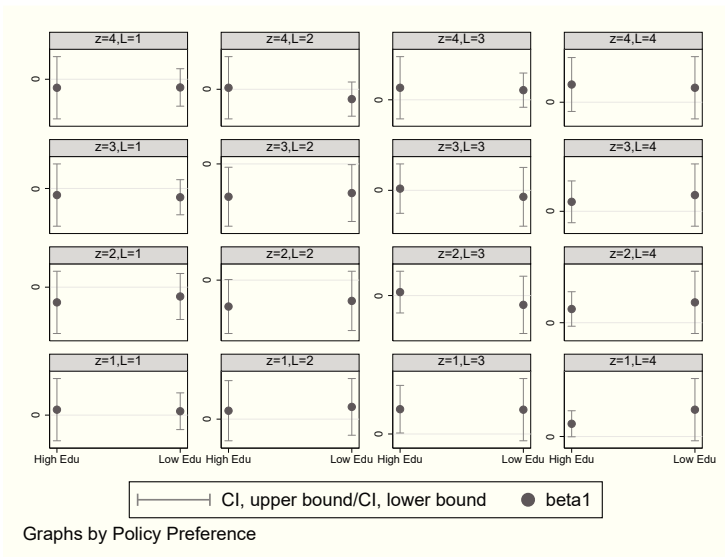 z=4,L=1 z=4,L=2 z=4,L=3 z=4,L=4
0 0 0 0
z=3,L=1 z=3,L=2 z=3,L=3 z=3,L=4
0 0 0 0
z=2,L=1 z=2,L=2 z=2,L=3 z=2,L=4
0 0 0 0
z=1,L=1 z=1,L=2 z=1,L=3 z=1,L=4
0 0 0 0
High Edu Low Edu High Edu Low Edu High Edu Low Edu High Edu Low Edu
CI, upper bound/CI, lower bound beta1
Graphs by Policy Preference